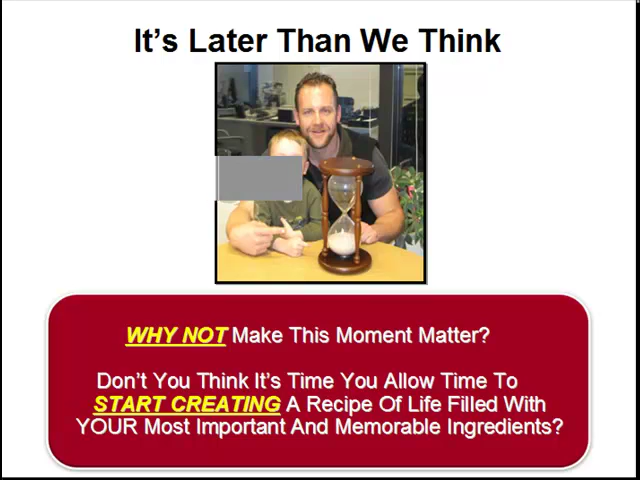 It’s Later Than We Think
WHY NOT Make This Moment Matter?
Don’t You Think It’s Time You Allow Time To
START CREATING A Recipe Of Life Filled With
YOUR Most Important And Memorable Ingredients?